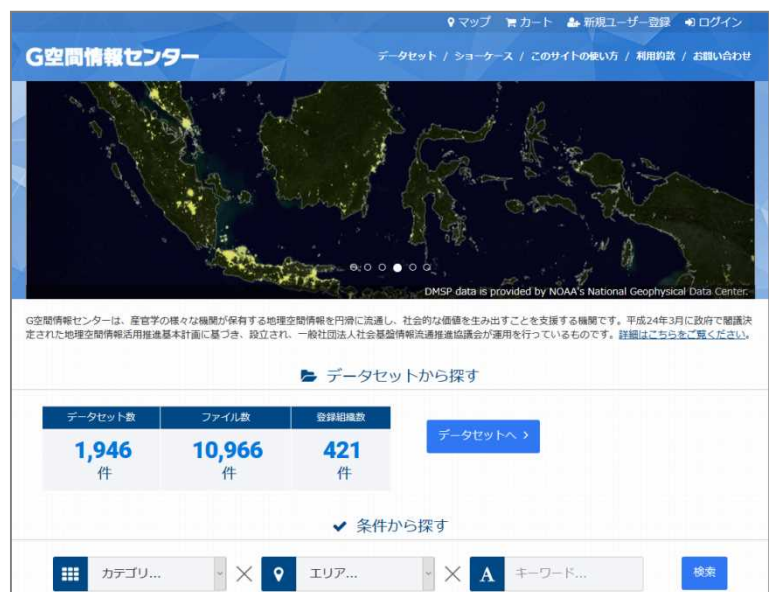 マップ カート 新規ユーザー登録 ログイン
G空間情報センター
データセット / ショーケース / このサイトの使い方 / 利用約款 / お問い合わせ
DMSP data is provided by NOAA's National Geophysical Data Center.
G空間情報センターは、産官学の様々な機関が保有する地理空間情報を円滑に流通し、社会的な価値を生み出すことを支援する機関です。平成24年3月に政府で閣議決
定された地理空間情報活用推進基本計画に基づき、設立され、一般社団法人社会基盤情報流通推進協議会が運用を行っているものです。詳細はこちらをご覧ください。
データセットから探す
データセット数 ファイル数 登録組織数
1,946 10,966 421
件 件 件
データセットへ >
条件から探す
カテゴリ... × エリア... × A キーワード... 検索